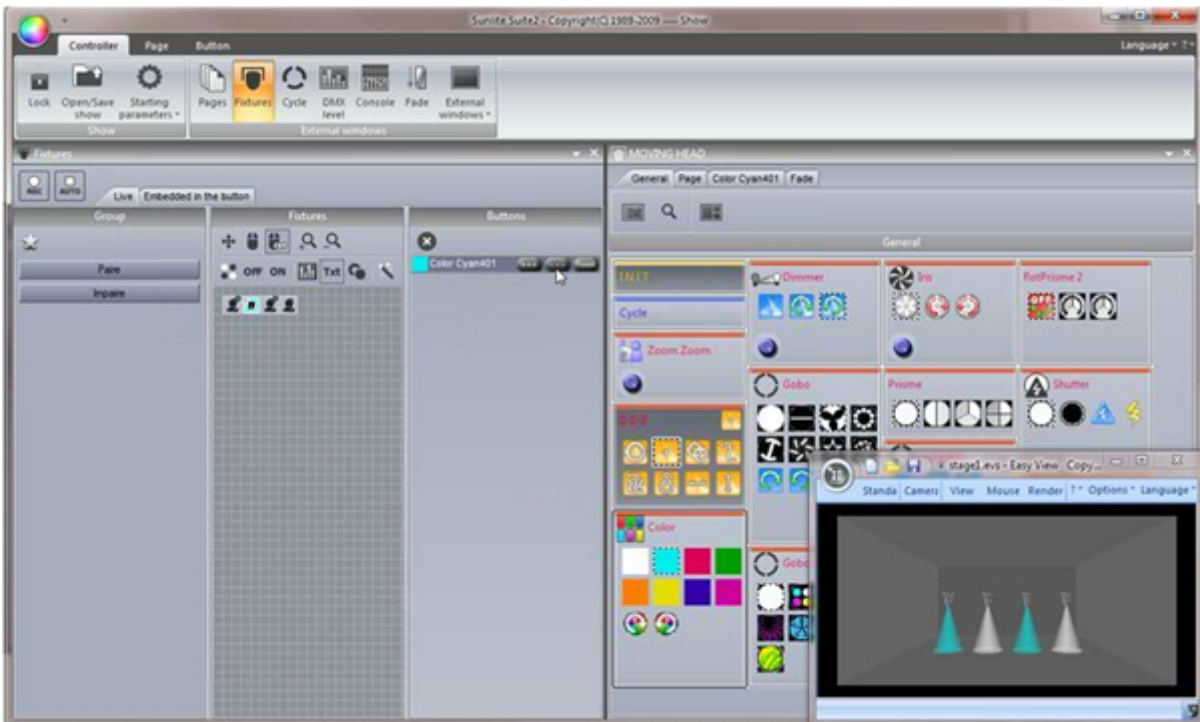 Sunlite Suite2 - Copyright(C) 1989-2009 ---- Show
Controller Page Button
Language ?
Lock Open/Save show Starting parameters Pages Fixtures Cycle DMX level Console Fade External windows
Show External windows
Fixtures
MOVING HEAD
ABC AUTO
Live Embedded in the button
General Page Color Cyan401 Fade
Group Fixtures Buttons
General
Color Cyan401
OFF ON Txt
Paire
Impaire
INIT
Dimmer
Iris
RotPrisme 2
OFF
Cycle
Zoom Zoom
Gobo
Prisme
Shutter
stage1.evs - Easy View Copy...
Standa Camera View Mouse Render ? Options Language
Color
Gobo